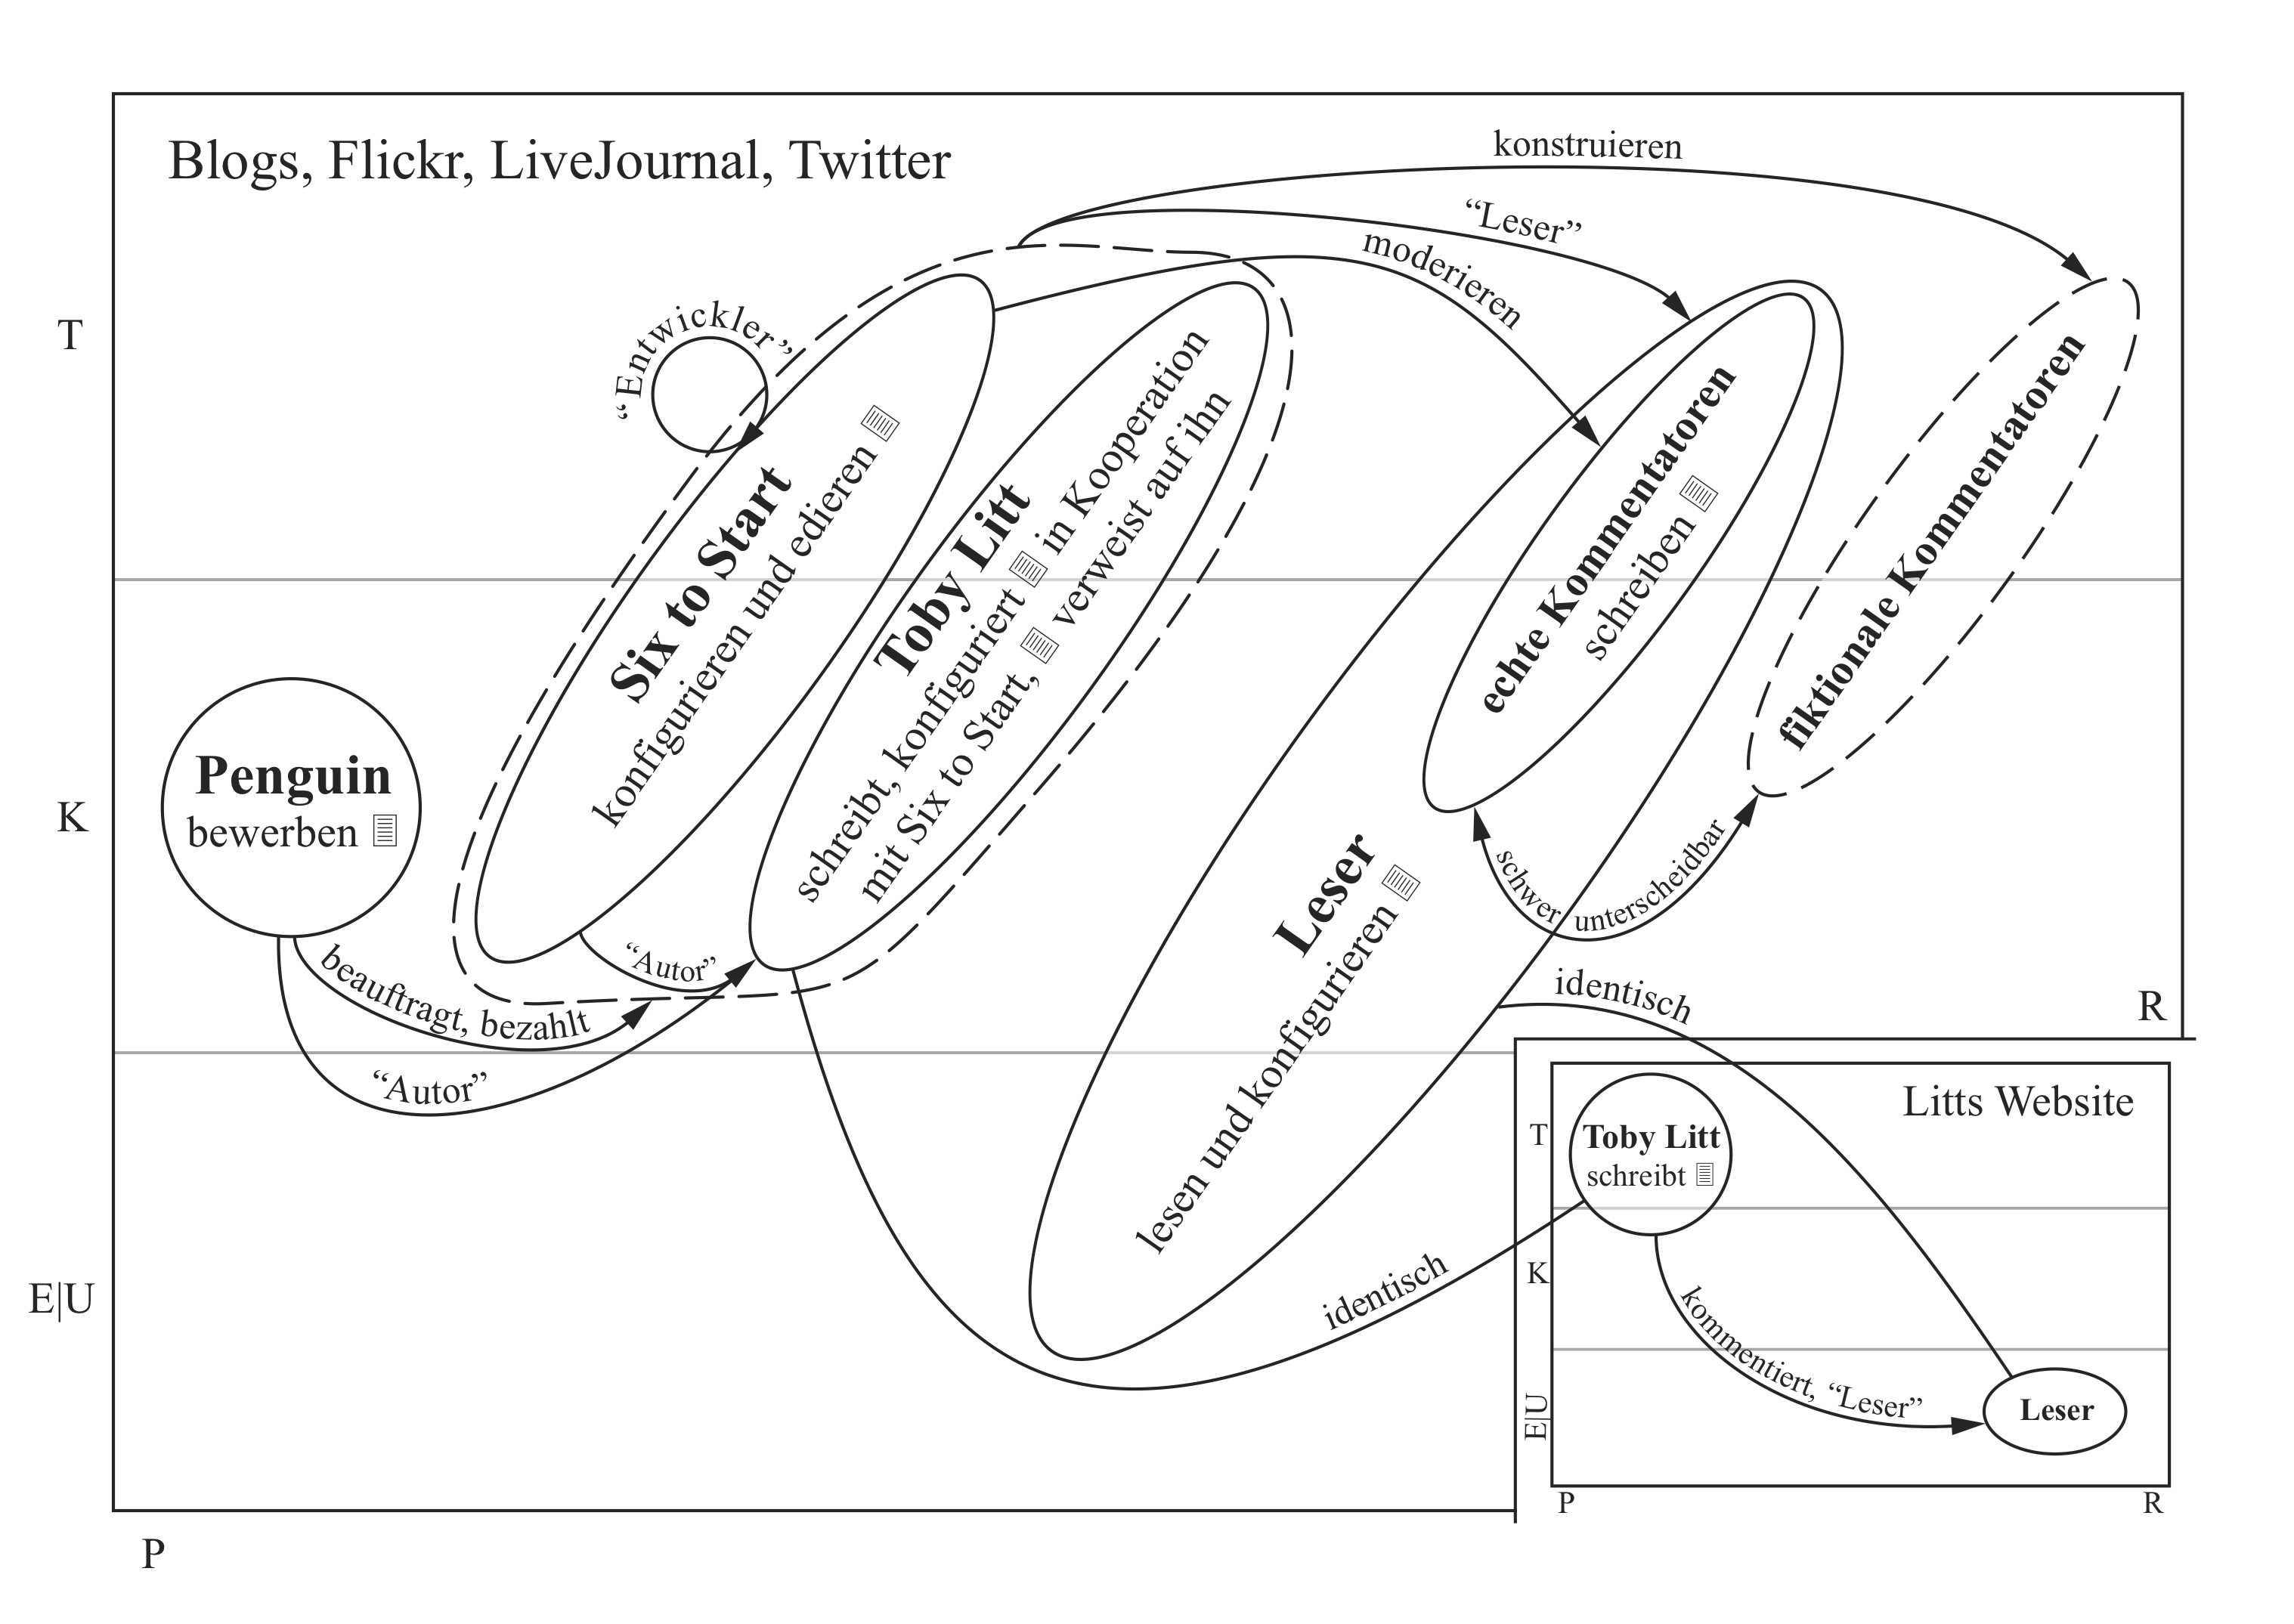 Blogs, Flickr, LiveJournal, Twitter
konstruieren
“Leser”
moderieren
“Entwickler”
T
K
E|U
P
R
Penguin
bewerben
Six to Start
konfigurieren und edieren
Toby Litt
schreibt, konfiguriert in Kooperation
mit Six to Start, verweist auf ihn
echte Kommentatoren
schreiben
fiktionale Kommentatoren
Leser
lesen und konfigurieren
schwer unterscheidbar
“Autor”
beauftragt, bezahlt
“Autor”
identisch
identisch
Litts Website
T
K
E|U
P
R
Toby Litt
schreibt
kommentiert, “Leser”
Leser